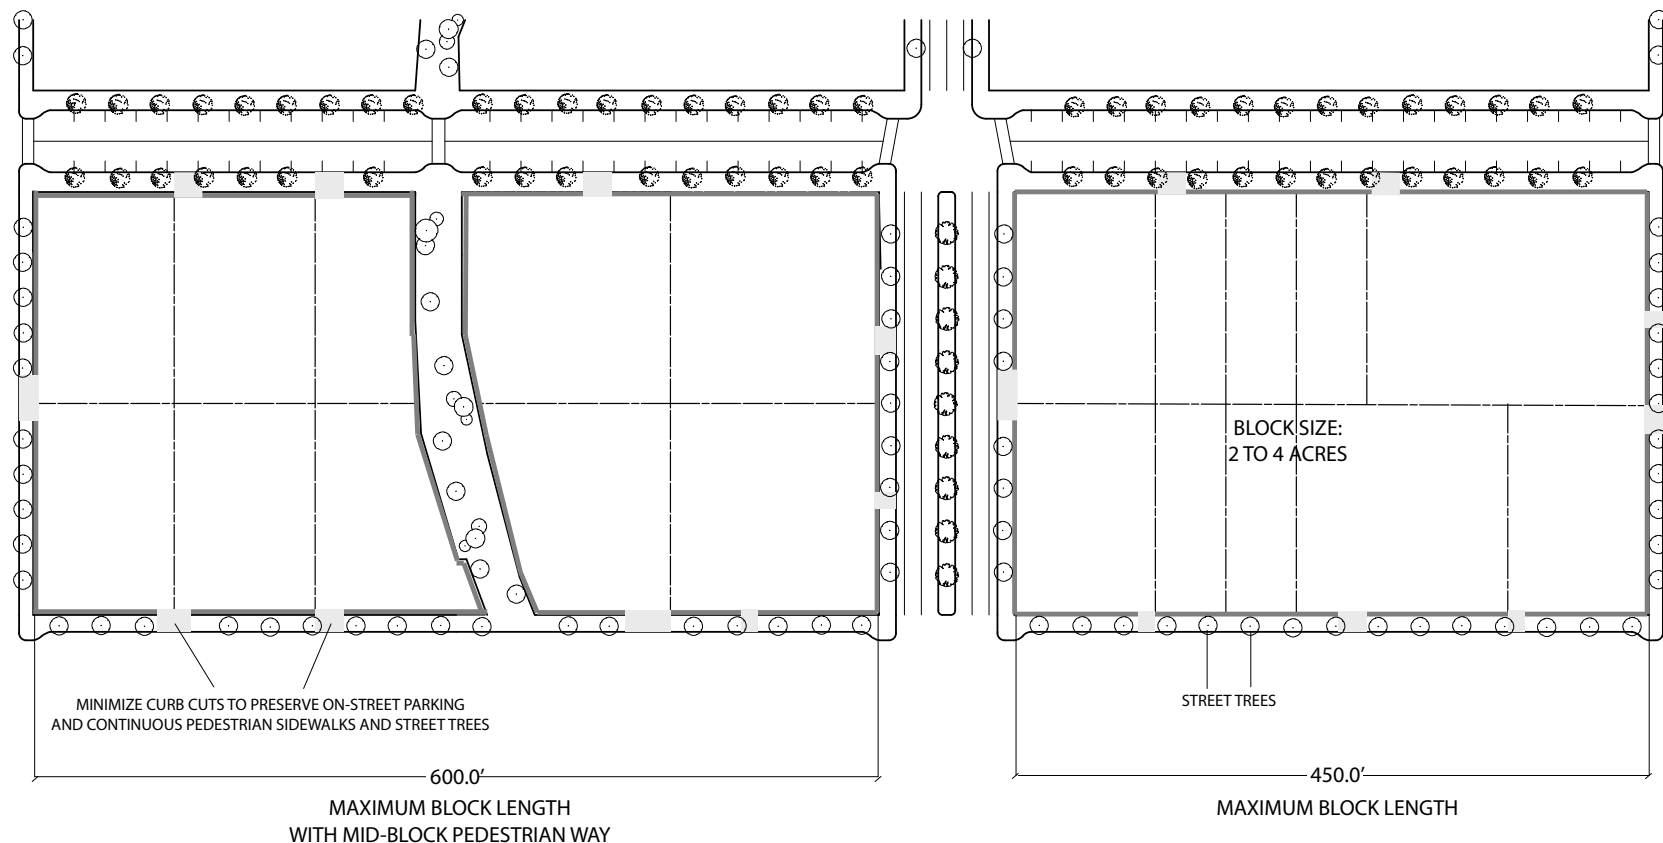 BLOCK SIZE:
2 TO 4 ACRES
MINIMIZE CURB CUTS TO PRESERVE ON-STREET PARKING
AND CONTINUOUS PEDESTRIAN SIDEWALKS AND STREET TREES
STREET TREES
600.0'
MAXIMUM BLOCK LENGTH
WITH MID-BLOCK PEDESTRIAN WAY
450.0'
MAXIMUM BLOCK LENGTH